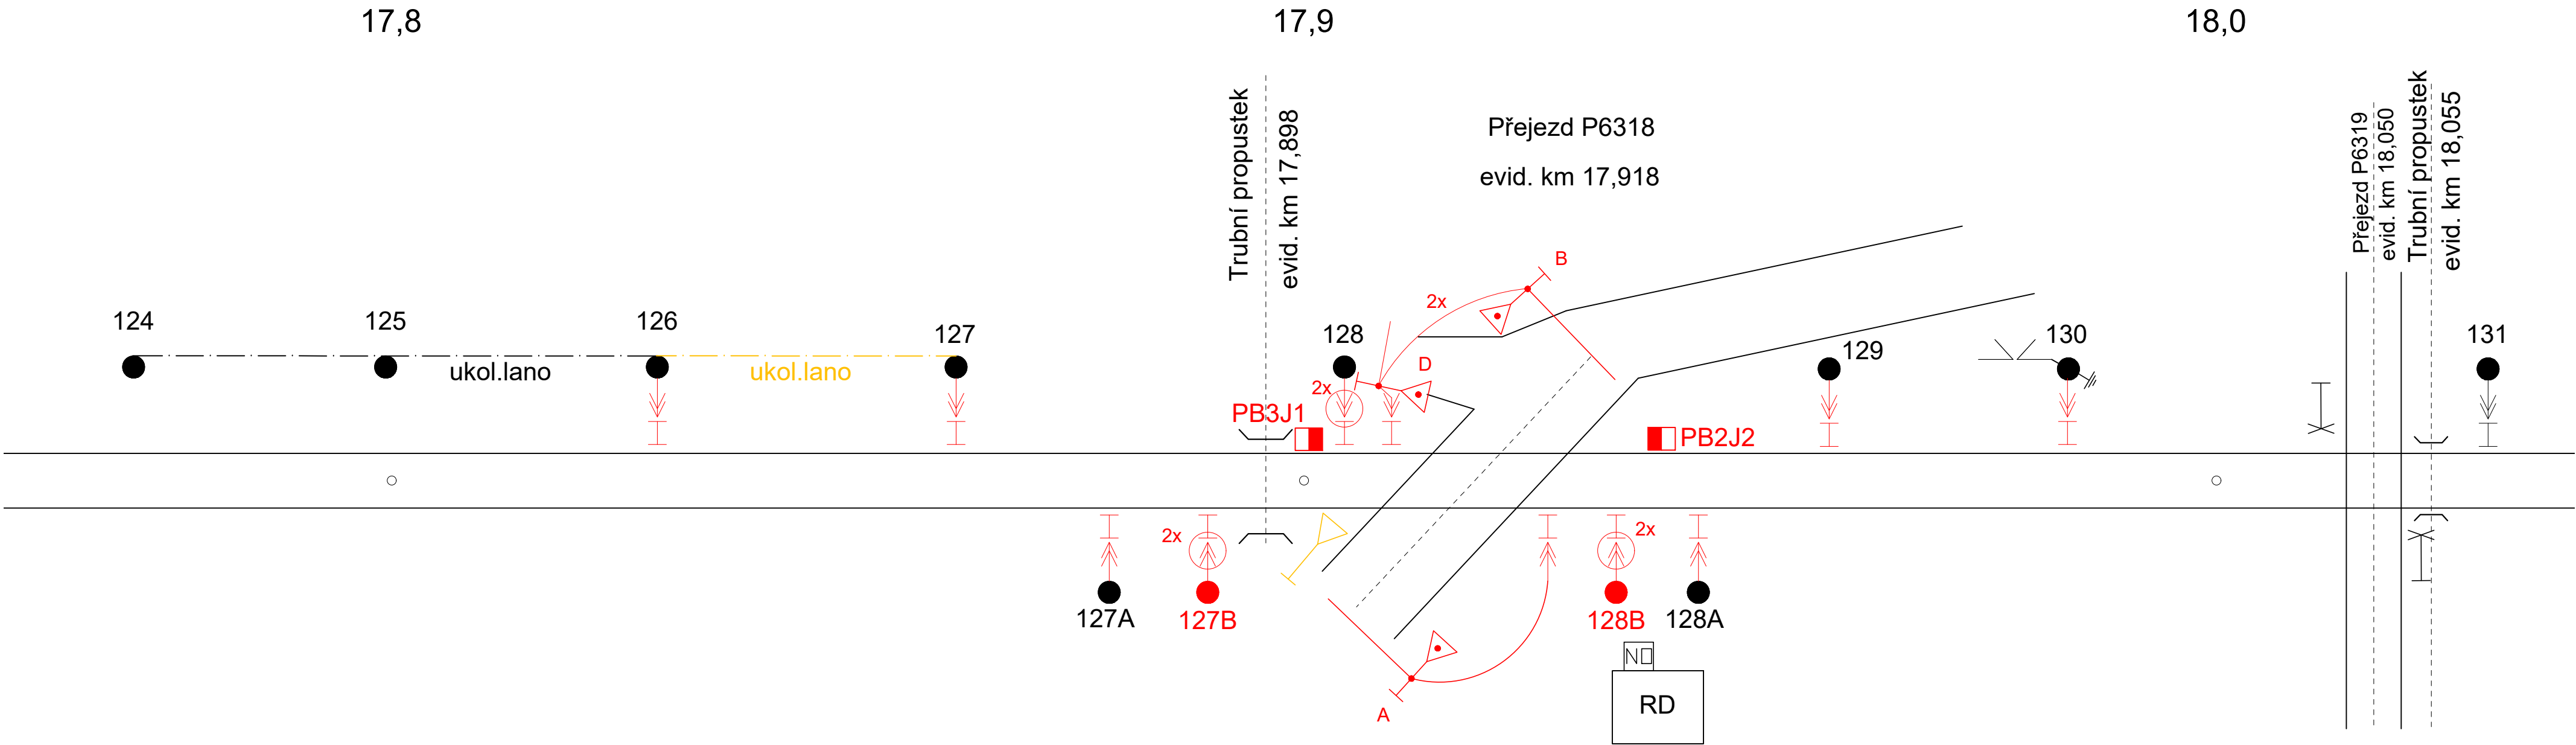 17,8
17,9
18,0
Trubní propustek
evid. km 17,898
Přejezd P6318
evid. km 17,918
Přejezd P6319
evid. km 18,050
Trubní propustek
evid. km 18,055
B
2x
124
125
126
127
128
129
130
131
ukol.lano
ukol.lano
D
2x
PB3J1
PB2J2
2x
2x
127A
127B
128B
128A
NO
RD
A